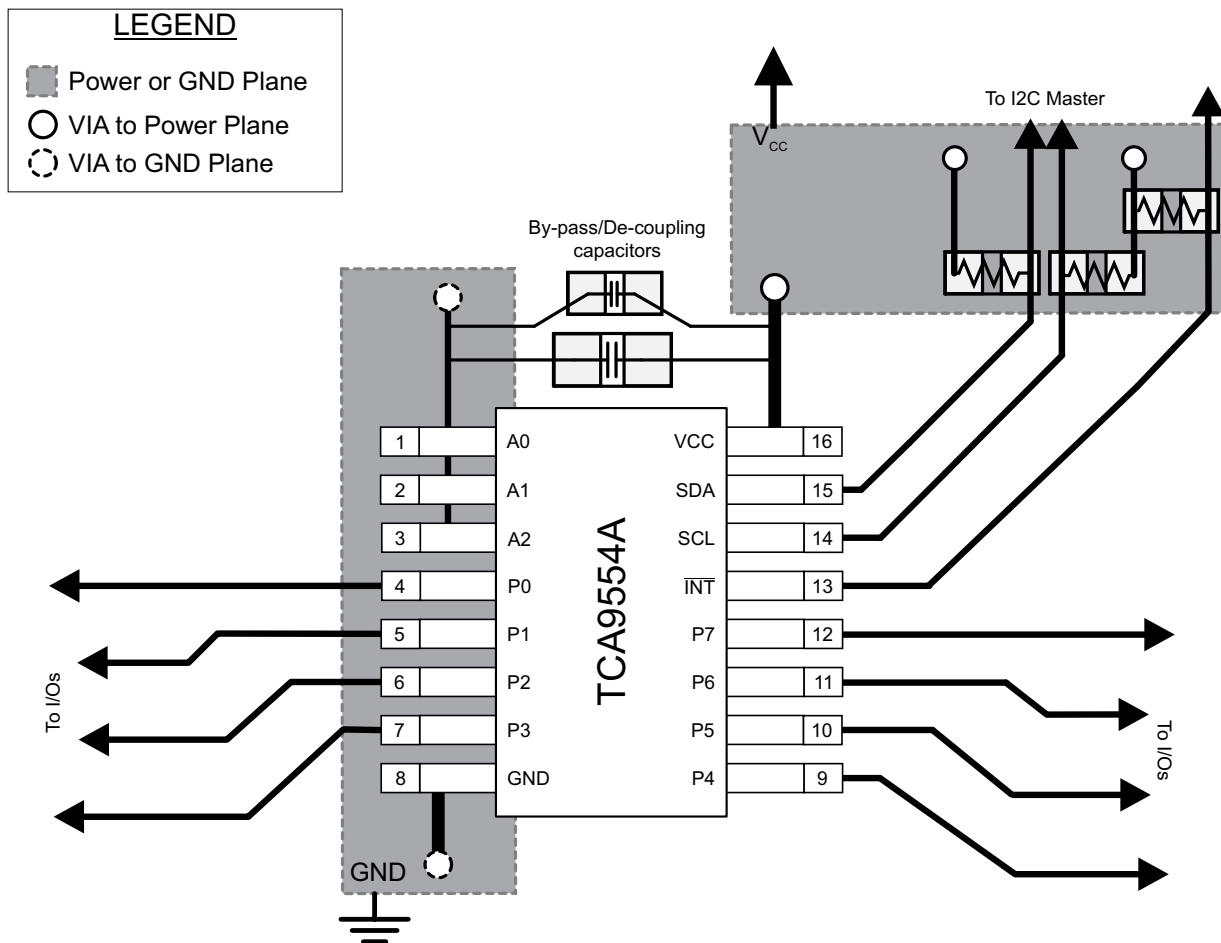 LEGEND
Power or GND Plane
VIA to Power Plane
VIA to GND Plane
To I2C Master
VCC
By-pass/De-coupling
capacitors
1 A0 VCC 16
2 A1 SDA 15
3 A2 SCL 14
4 P0 INT 13
5 P1 P7 12
6 P2 P6 11
7 P3 P5 10
8 GND P4 9
TCA9554A
To I/Os
To I/Os
GND